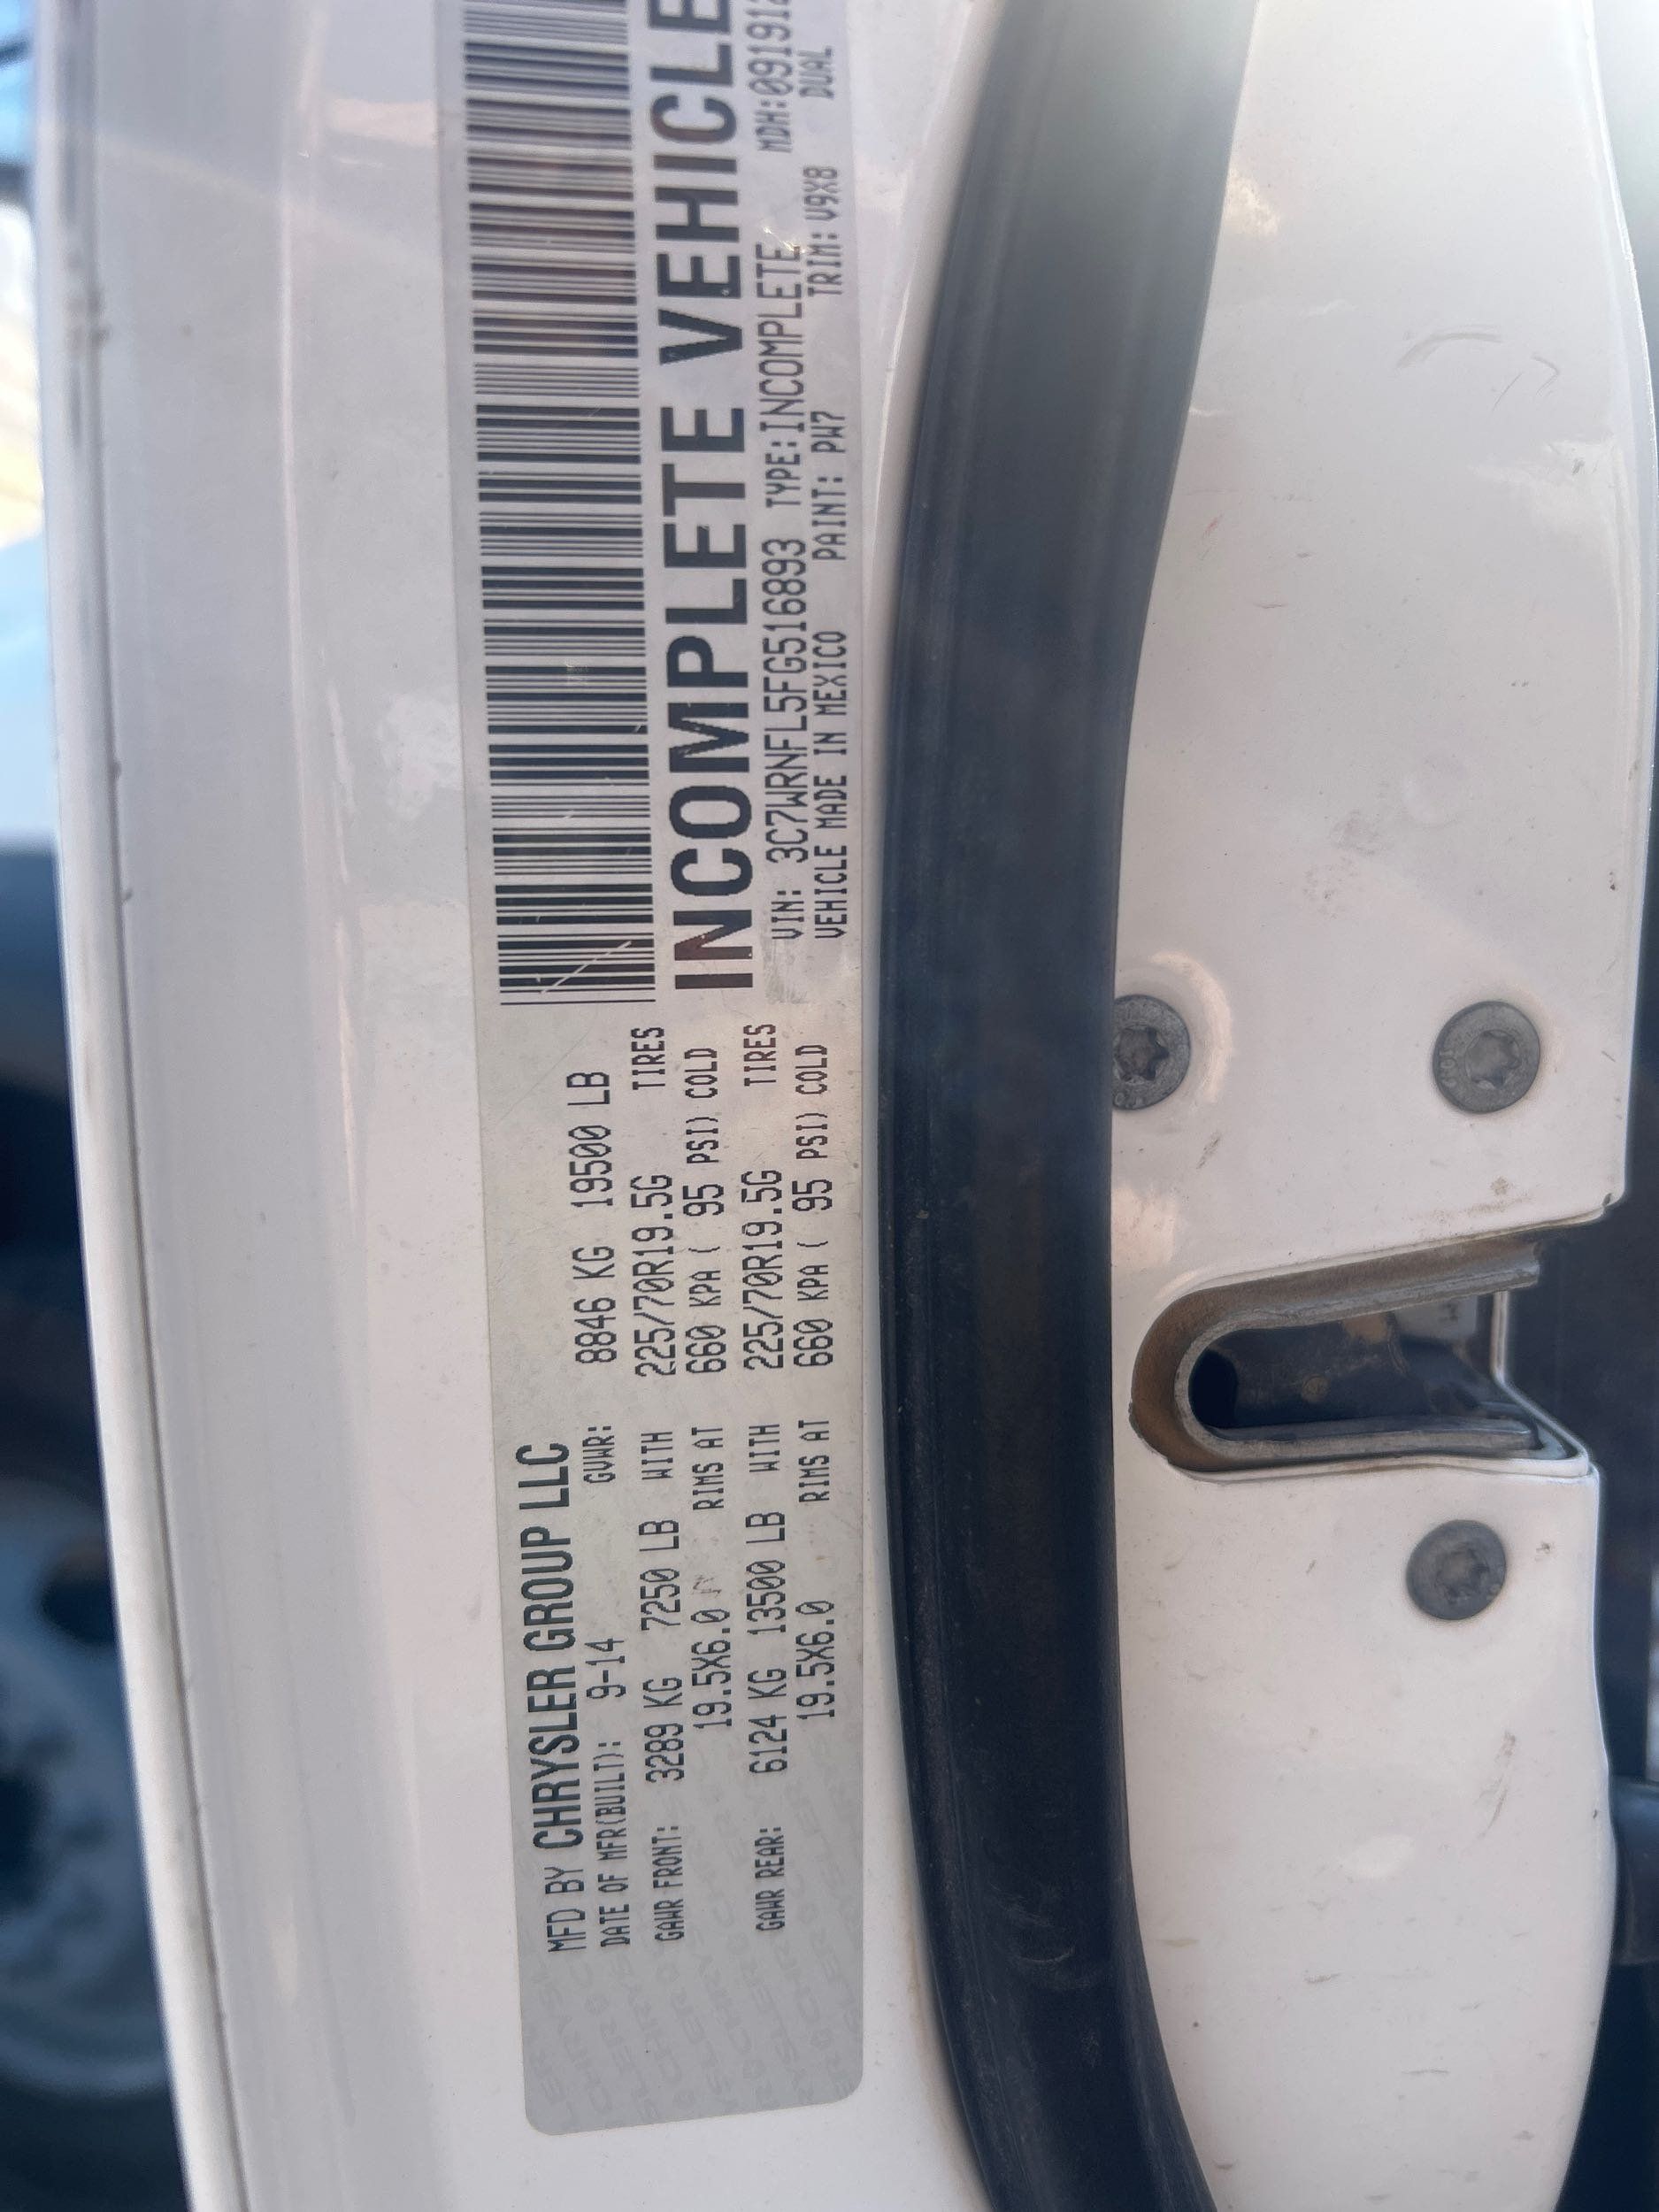 MFD BY CHRYSLER GROUP LLC
DATE OF MFR(BUILT): 9-14 GVWR: 8846 KG 19500 LB
GAWR FRONT: 3289 KG 7250 LB WITH 225/70R19.5G TIRES
19.5X6.0 RIMS AT 660 KPA ( 95 PSI) COLD
GAWR REAR: 6124 KG 13500 LB WITH 225/70R19.5G TIRES
19.5X6.0 RIMS AT 660 KPA ( 95 PSI) COLD
INCOMPLETE VEHICLE
VIN: 3C7WRNFL5FG516893 TYPE:INCOMPLETE MDH:091912
VEHICLE MADE IN MEXICO PAINT: PW7 TRIM: V9X8 DUAL